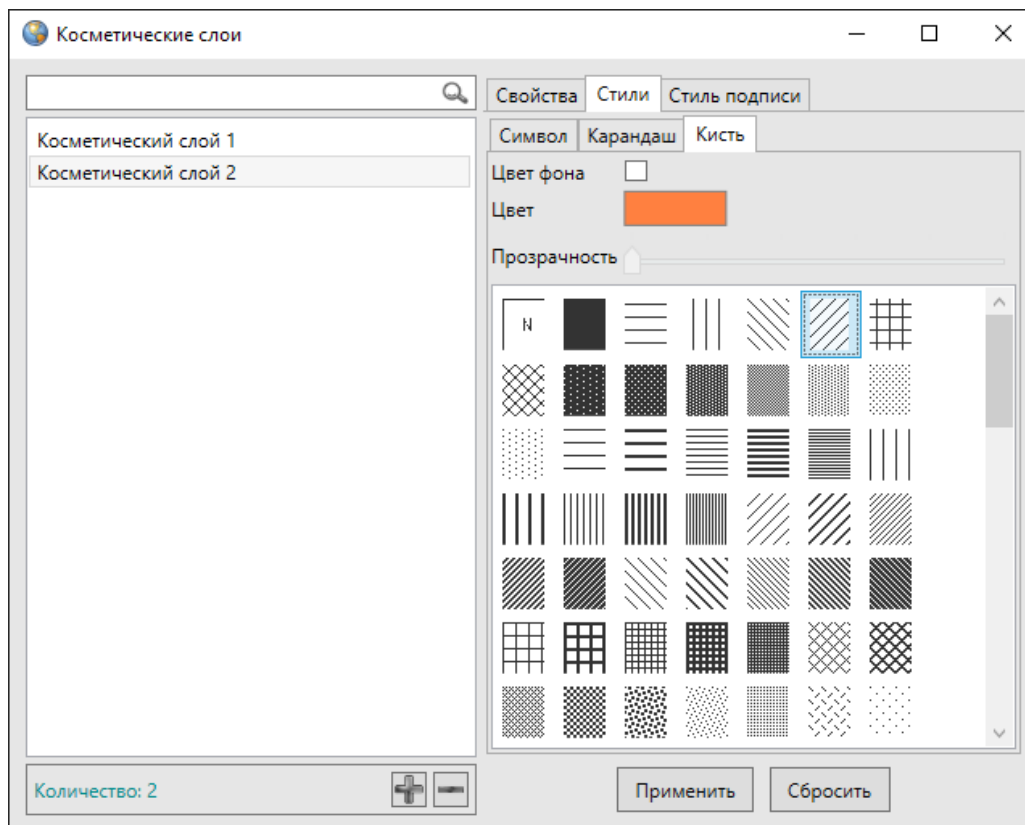 Косметические слои
Свойства Стили Стиль подписи
Косметический слой 1
Косметический слой 2
Символ Карандаш Кисть
Цвет фона
Цвет
Прозрачность
N
Количество: 2
Применить Сбросить